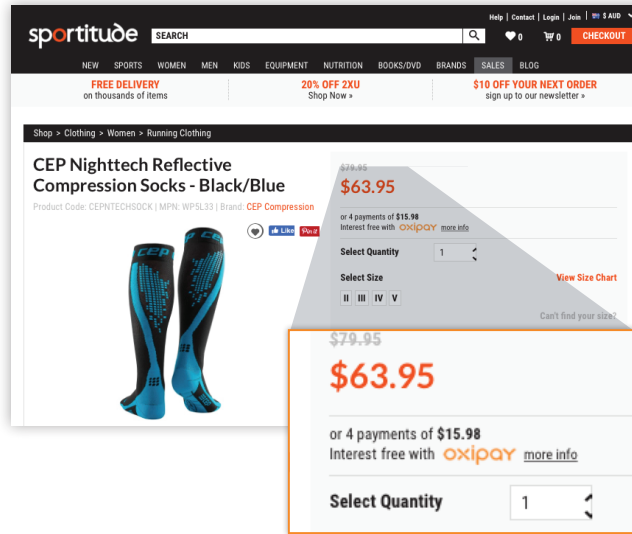 Help | Contact | Login | Join | $ AUD
sportitude
SEARCH
0
0
CHECKOUT
NEW SPORTS WOMEN MEN KIDS EQUIPMENT NUTRITION BOOKS/DVD BRANDS SALES BLOG
FREE DELIVERY
on thousands of items
20% OFF 2XU
Shop Now »
$10 OFF YOUR NEXT ORDER
sign up to our newsletter »
Shop > Clothing > Women > Running Clothing
CEP Nighttech Reflective
Compression Socks - Black/Blue
Product Code: CEPNTECHSOCK | MPN: WP5L33 | Brand: CEP Compression
Like
Pin it
CEP
CEP
$79.95
$63.95
or 4 payments of $15.98
Interest free with oxipay more info
Select Quantity 1
Select Size View Size Chart
II III IV V
Can't find your size?
$79.95
$63.95
or 4 payments of $15.98
Interest free with oxipay more info
Select Quantity 1